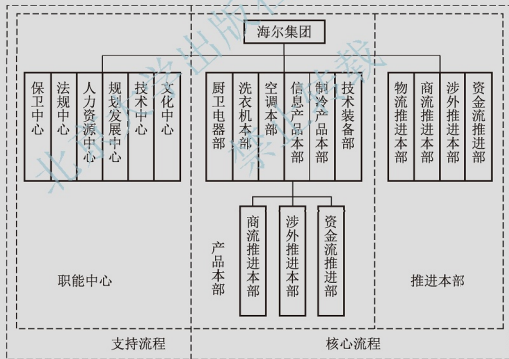 海尔集团
保卫中心
法规中心
人力资源中心
规划发展中心
技术中心
文化中心
厨卫电器部
洗衣机本部
空调本部
信息产品本部
制冷产品本部
技术装备部
物流推进本部
商流推进本部
涉外推进本部
资金流推进部
商流推进本部
涉外推进本部
资金流推进部
产品本部
职能中心
推进本部
支持流程
核心流程